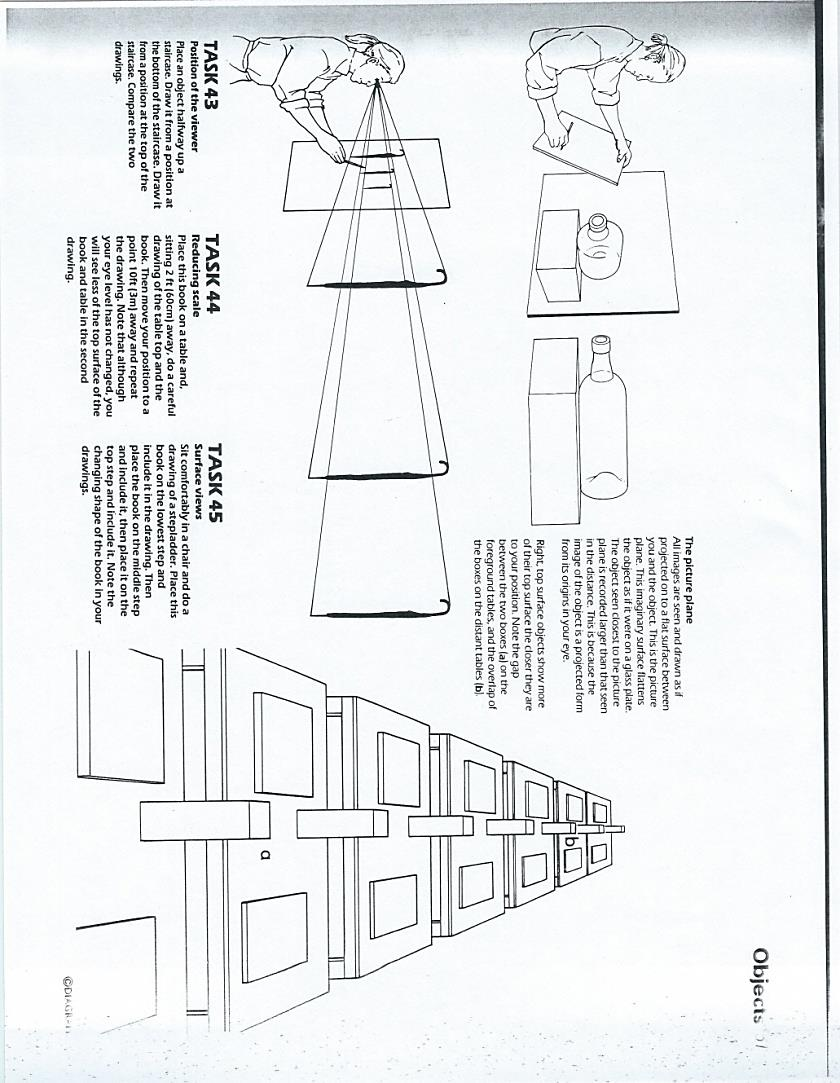 Objects
The picture plane
All images are seen and drawn as if
projected on to a flat surface between
you and the object. This is the picture
plane. This imaginary surface flattens
the object as if it were on a glass plate.
The object seen closest to the picture
plane is recorded larger than that seen
in the distance. This is because the
image of the object is a projected form
from its origins in your eye.
Right, top surface objects show more
of their top surface the closer they are
to your position. Note the gap
between the two boxes (a) on the
foreground tables, and the overlap of
the boxes on the distant tables (b).
b
a
TASK 43
Position of the viewer
Place an object halfway up a
staircase. Draw it from a position at
the bottom of the staircase. Draw it
from a position at the top of the
staircase. Compare the two
drawings.
TASK 44
Reducing scale
Place this book on a table and,
sitting 2 ft (60cm) away, do a careful
drawing of the table top and the
book. Then move your position to a
point 10ft (3m) away and repeat
the drawing. Note that although
your eye level has not changed, you
will see less of the top surface of the
book and table in the second
drawing.
TASK 45
Surface views
Sit comfortably in a chair and do a
drawing of a stepladder. Place this
book on the lowest step and
include it in the drawing. Then
place the book on the middle step
and include it, then place it on the
top step and include it. Note the
changing shape of the book in your
drawings.